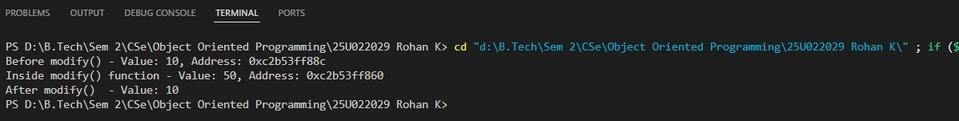 PROBLEMS OUTPUT DEBUG CONSOLE TERMINAL PORTS
PS D:\B.Tech\Sem 2\CSe\Object Oriented Programming\25U022029 Rohan K> cd "d:\B.Tech\Sem 2\CSe\Object Oriented Programming\25U022029 Rohan K\" ; if ($
Before modify() - Value: 10, Address: 0xc2b53ff88c
Inside modify() function - Value: 50, Address: 0xc2b53ff860
After modify()  - Value: 10
PS D:\B.Tech\Sem 2\CSe\Object Oriented Programming\25U022029 Rohan K>